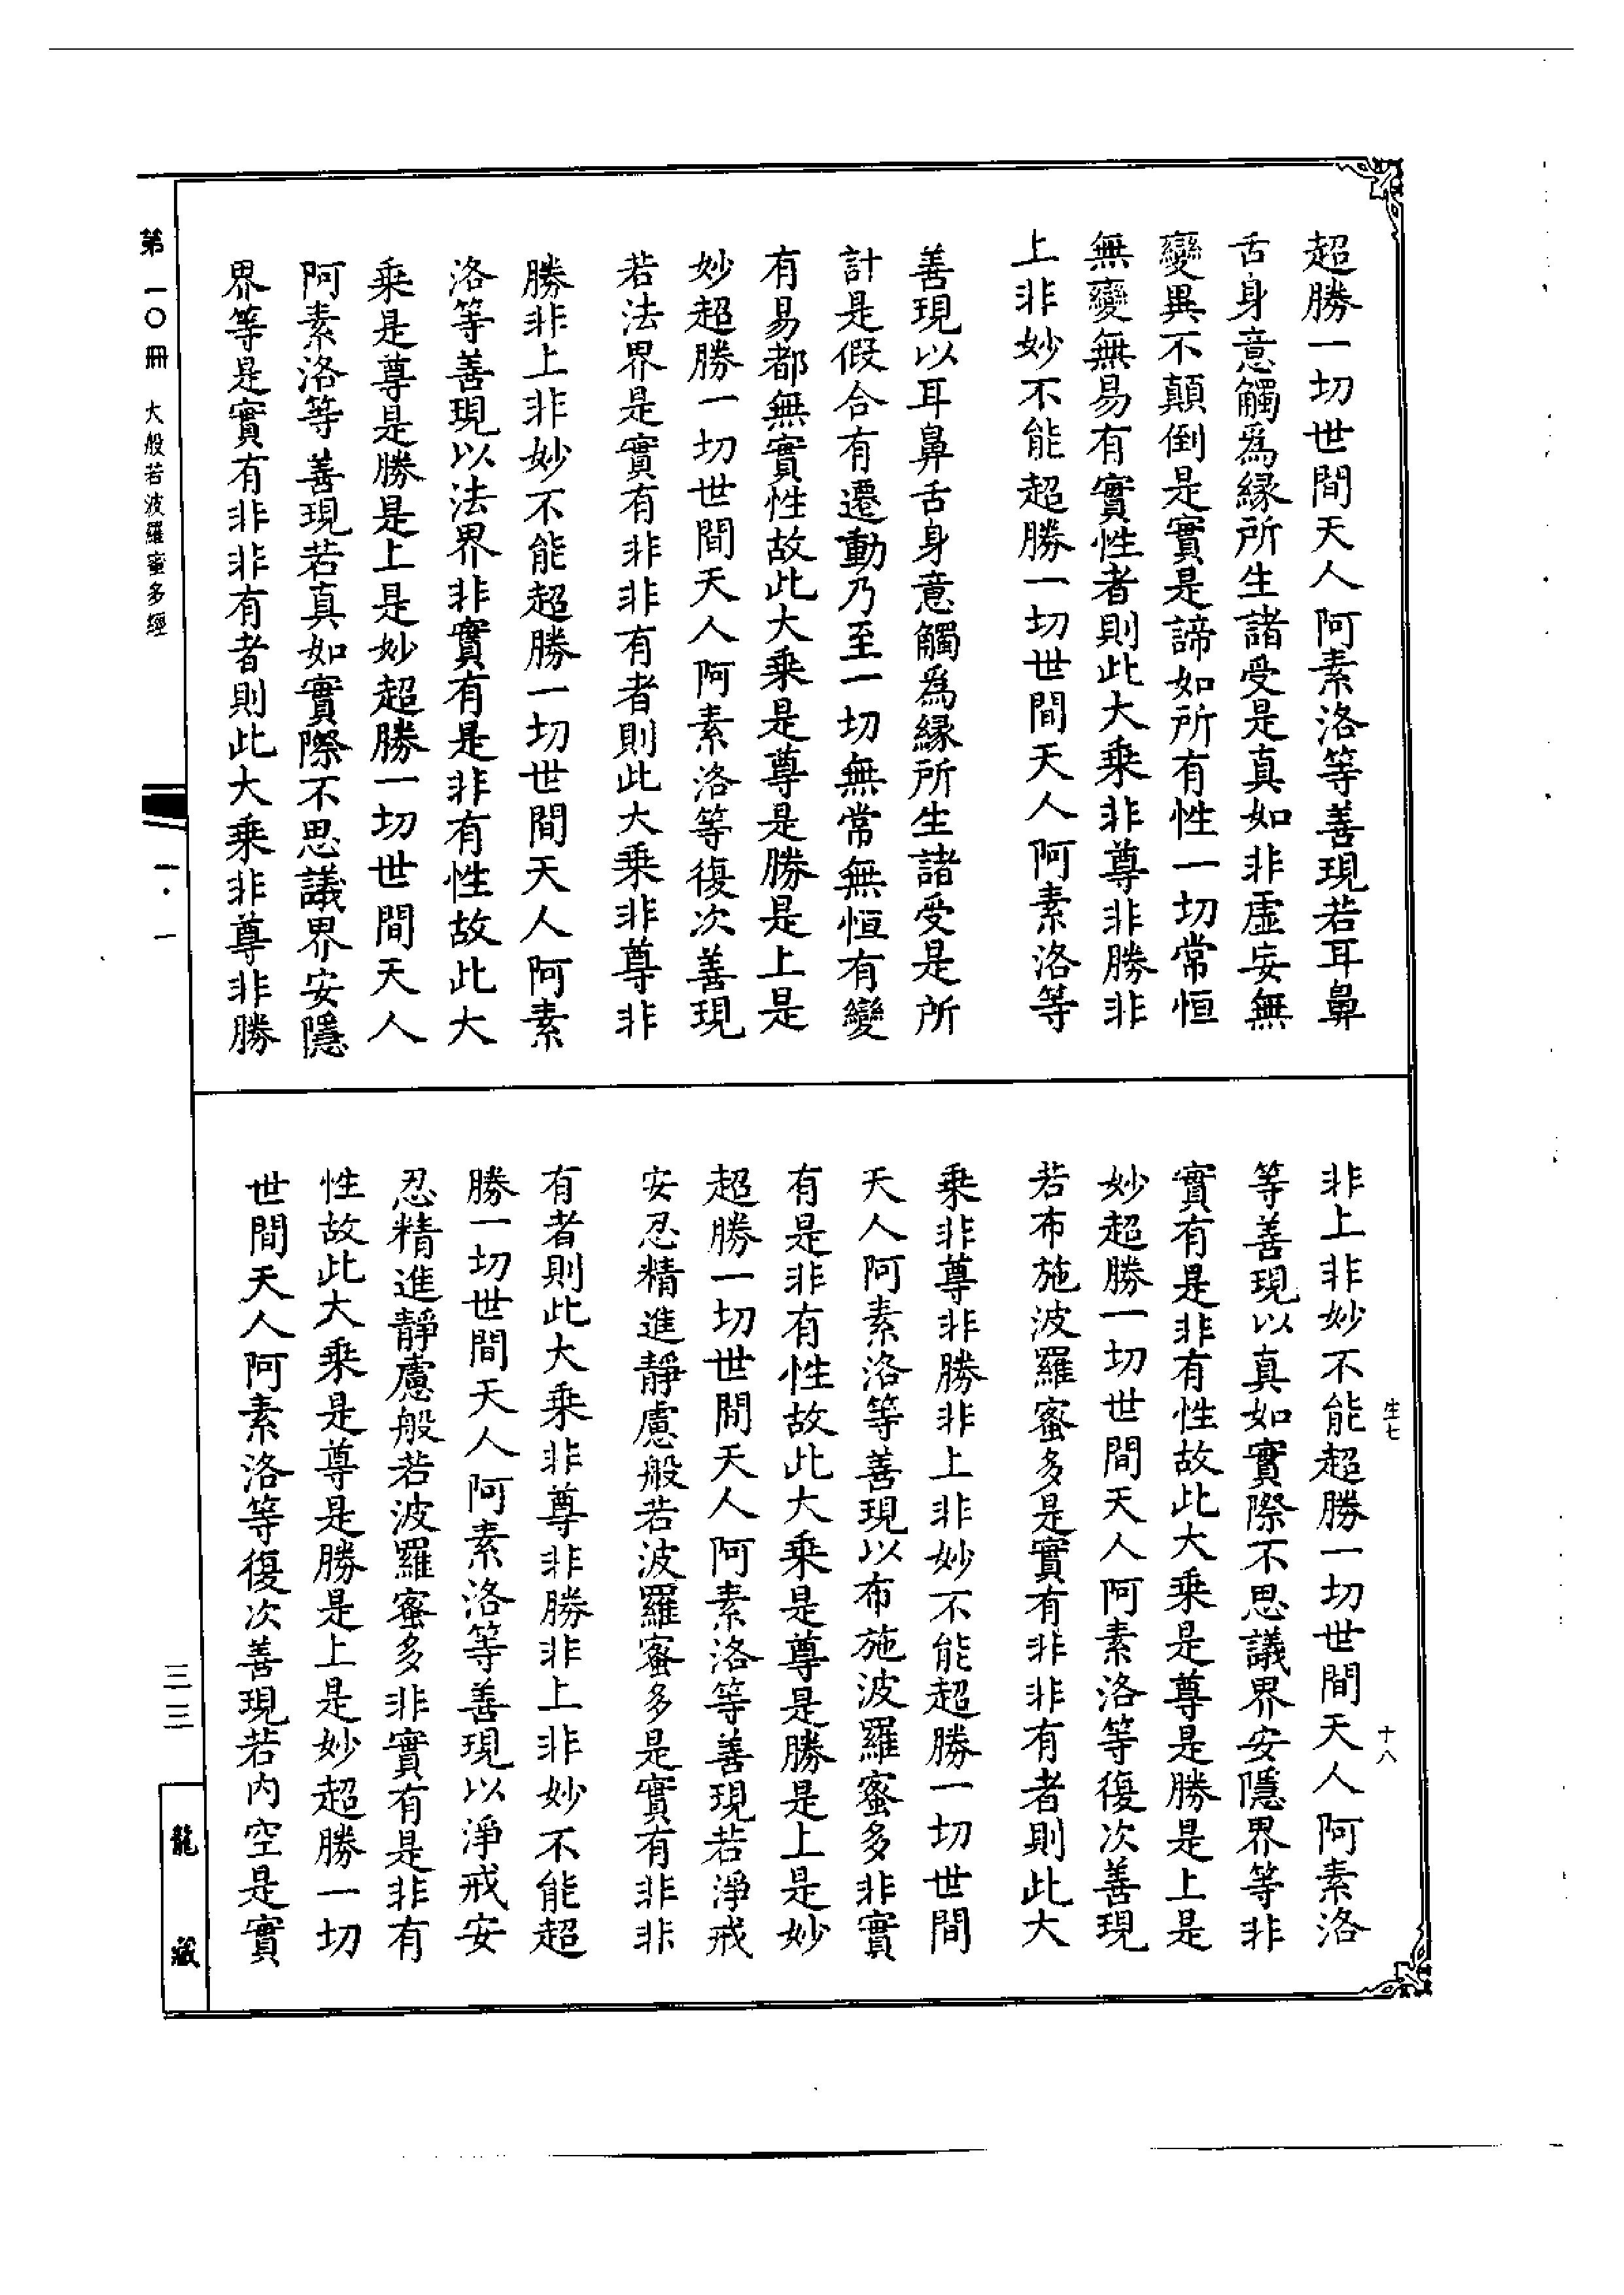 超勝一切世間天人阿素洛等善現若耳鼻
舌身意觸為緣所生諸受是真如非虛妄無
變異不顛倒是實是諦如所有性一切常恒
無變無易有實性者則此大乘非尊非勝非
上非妙不能超勝一切世間天人阿素洛等
善現以耳鼻舌身意觸為緣所生諸受是所
計是假合有遷動乃至一切無常無恒有變
有易都無實性故此大乘是尊是勝是上是
妙超勝一切世間天人阿素洛等復次善現
若法界是實有非非有者則此大乘非尊非
勝非上非妙不能超勝一切世間天人阿素
洛等善現以法界非實有是非有性故此大
乘是尊是勝是上是妙超勝一切世間天人
阿素洛等善現若真如實際不思議界安隱
界等是實有非非有者則此大乘非尊非勝
非上非妙不能超勝一切世間天人阿素洛
等善現以真如實際不思議界安隱界等非
實有是非有性故此大乘是尊是勝是上是
妙超勝一切世間天人阿素洛等復次善現
若布施波羅蜜多是實有非非有者則此大
乘非尊非勝非上非妙不能超勝一切世間
天人阿素洛等善現以布施波羅蜜多非實
有是非有性故此大乘是尊是勝是上是妙
超勝一切世間天人阿素洛等善現若淨戒
安忍精進靜慮般若波羅蜜多是實有非非
有者則此大乘非尊非勝非上非妙不能超
勝一切世間天人阿素洛等善現以淨戒安
忍精進靜慮般若波羅蜜多非實有是非有
性故此大乘是尊是勝是上是妙超勝一切
世間天人阿素洛等復次善現若內空是實
生七
十八
第一〇冊 大般若波羅蜜多經
一·一
三三
龍藏